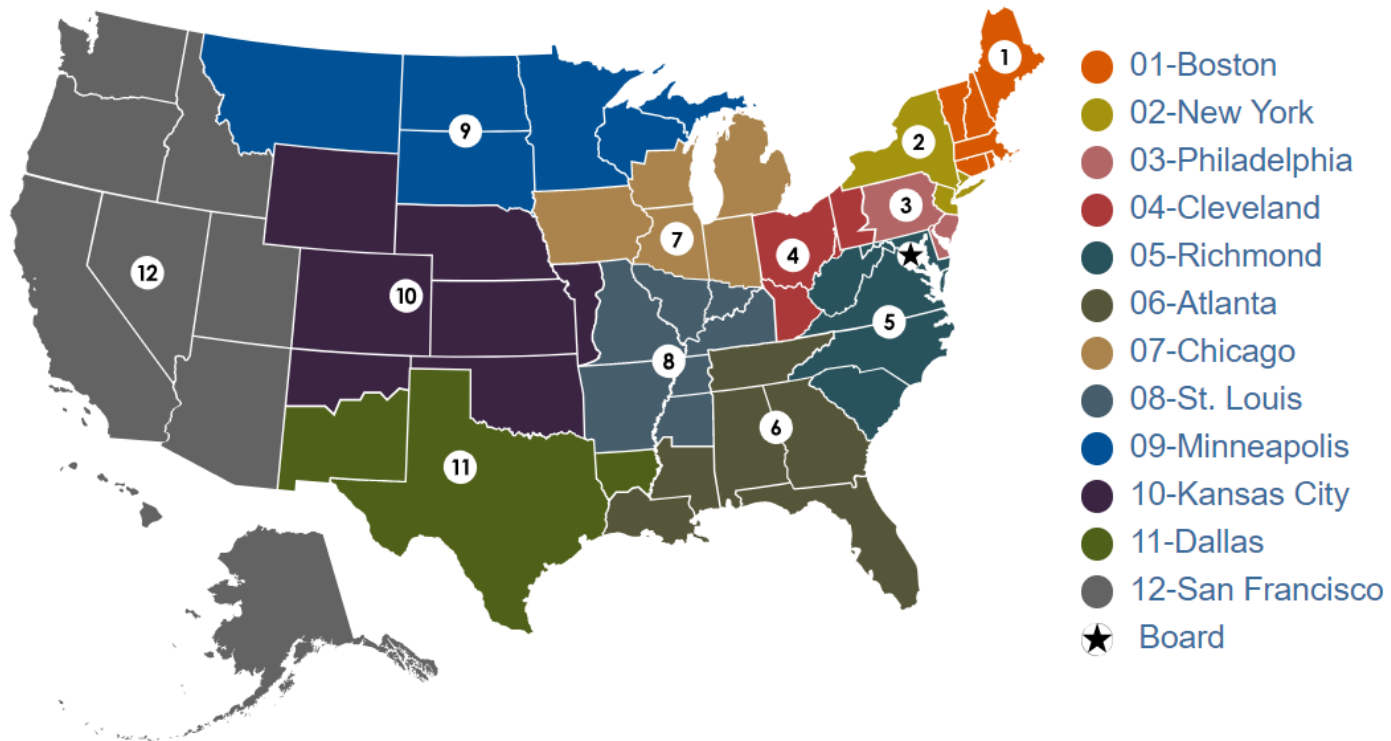 1
2
3
4
5
6
7
8
9
10
11
12
01-Boston
02-New York
03-Philadelphia
04-Cleveland
05-Richmond
06-Atlanta
07-Chicago
08-St. Louis
09-Minneapolis
10-Kansas City
11-Dallas
12-San Francisco
Board